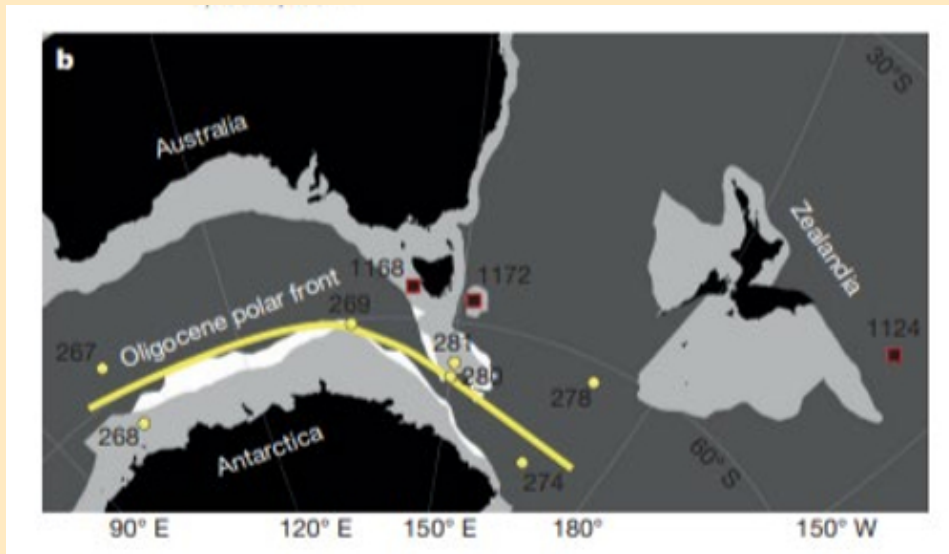 b
Australia
30°S
Zealandia
1168
1172
Oligocene polar front
269
267
281
280
1124
278
268
Antarctica
60° S
274
90° E 120° E 150° E 180° 150° W